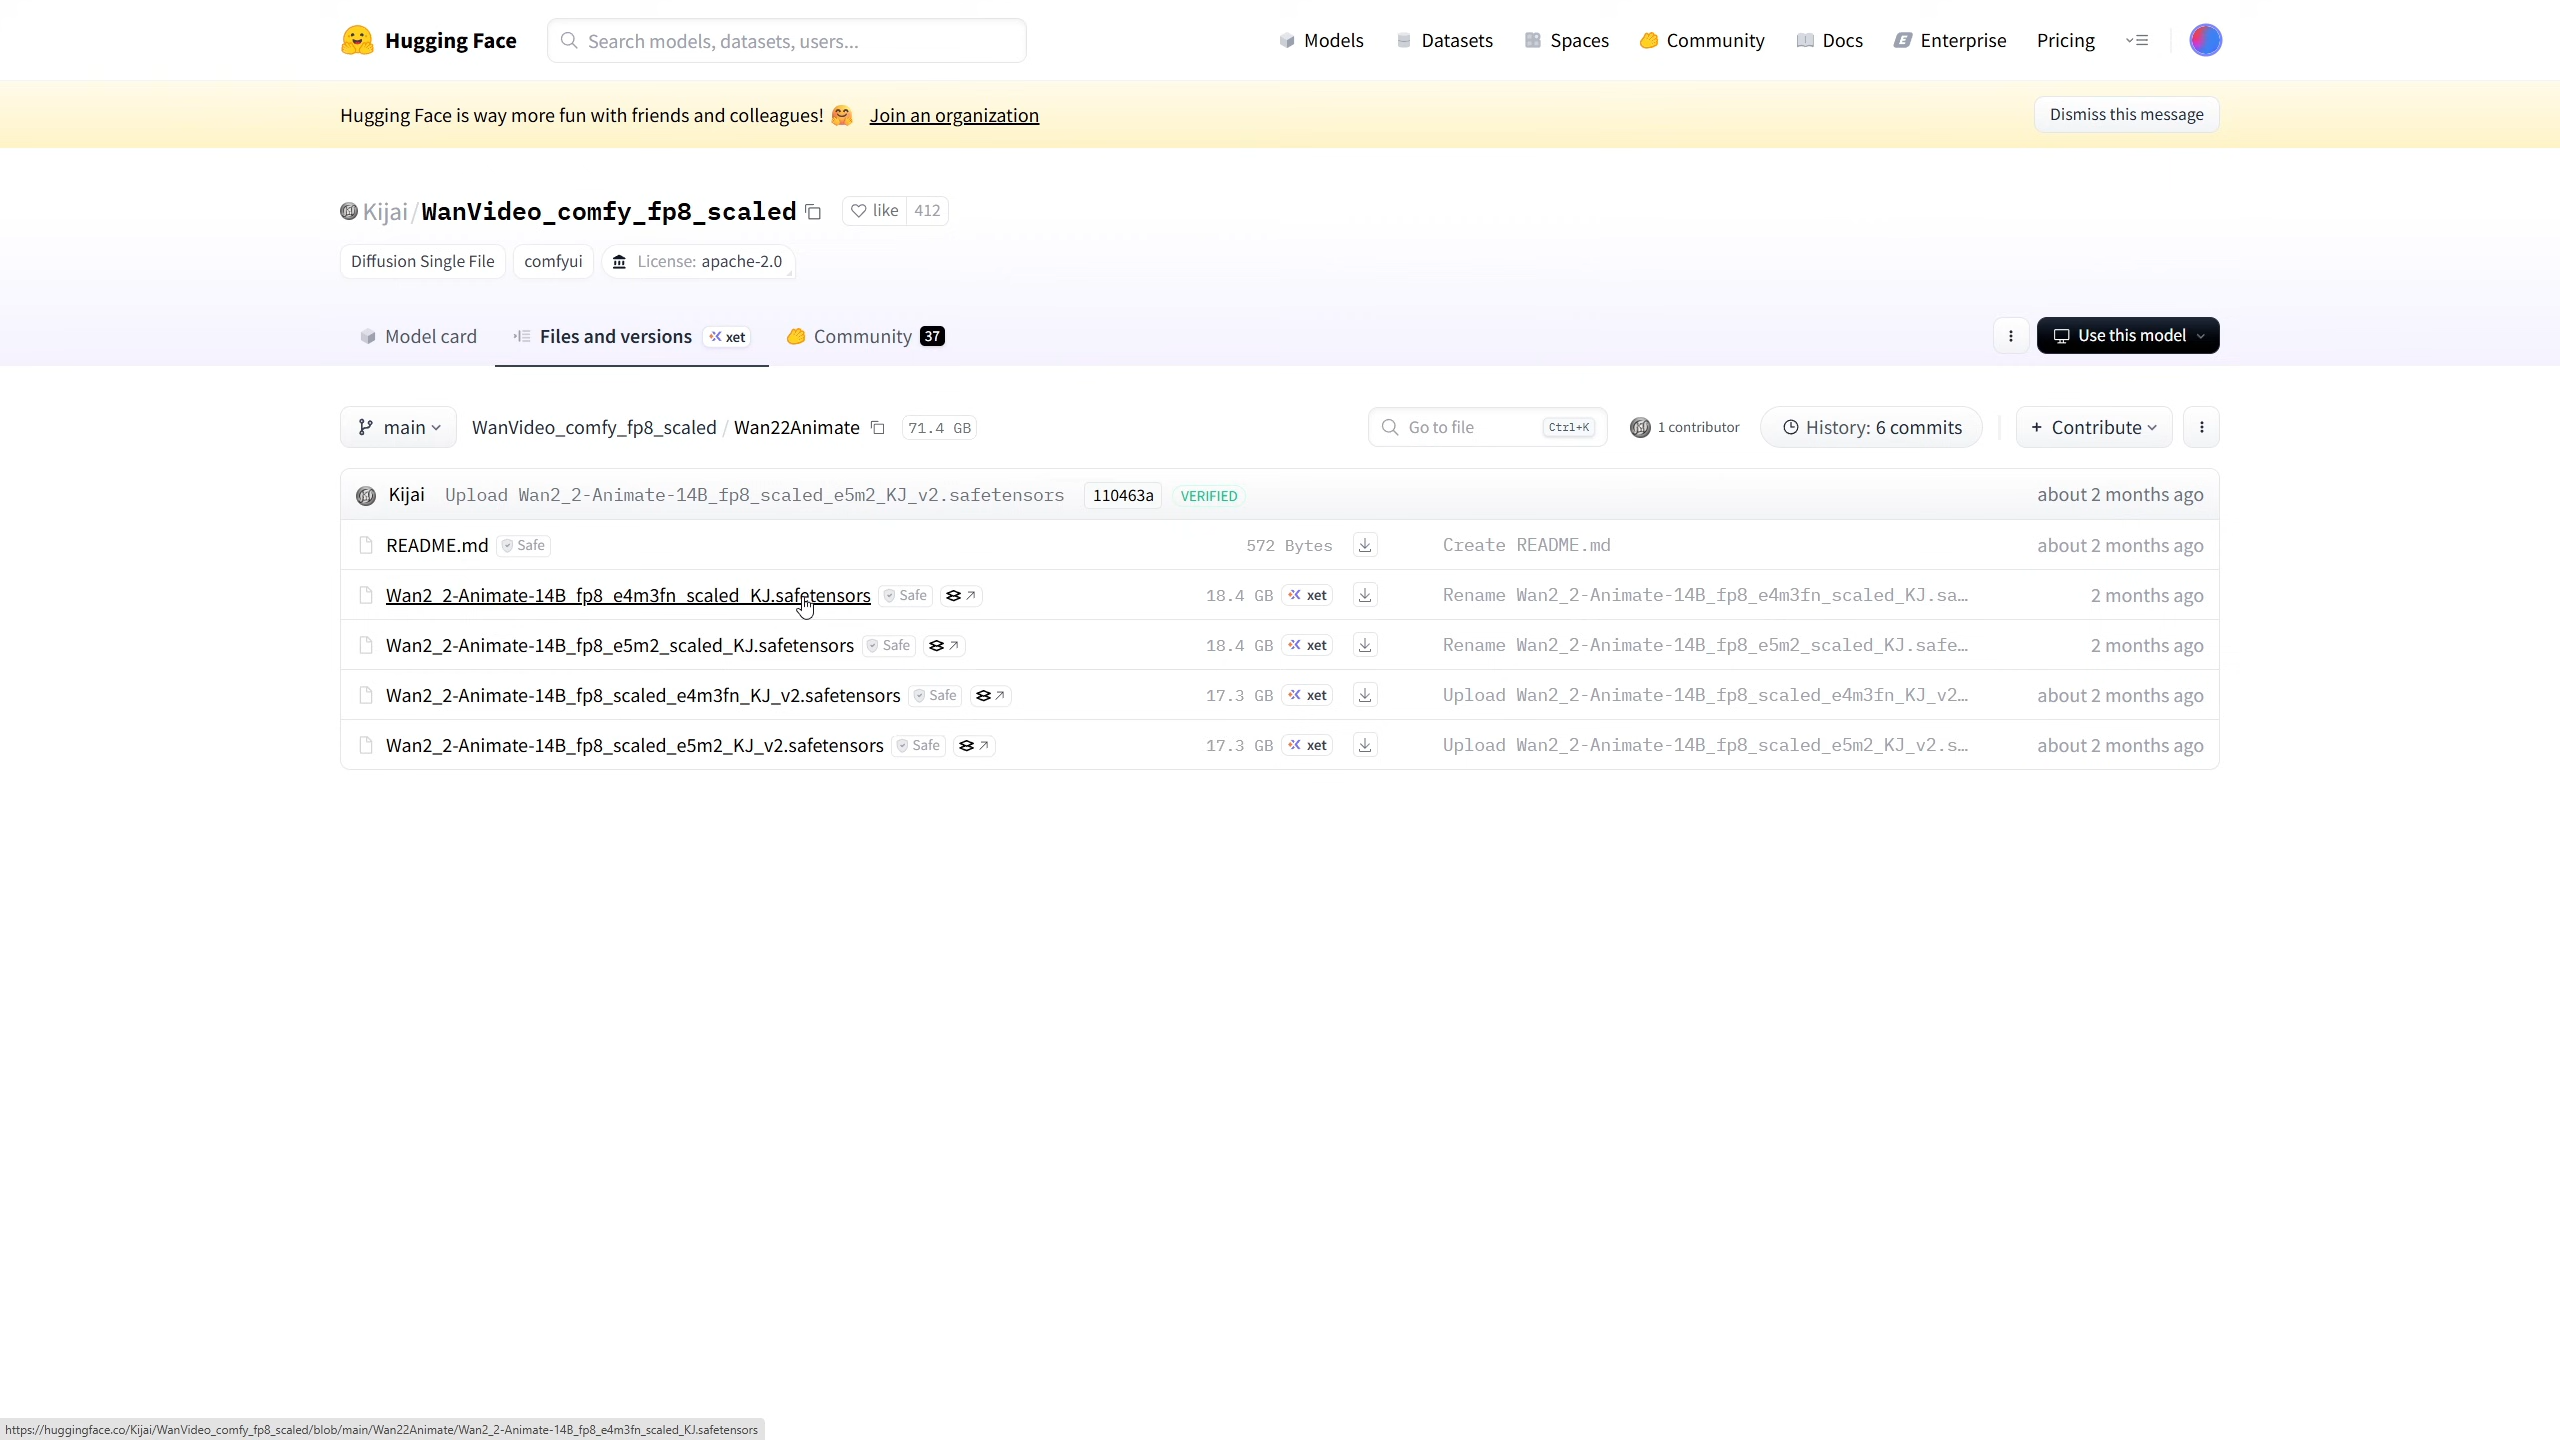 Hugging Face
Search models, datasets, users...
Models
Datasets
Spaces
Community
Docs
Enterprise
Pricing
Hugging Face is way more fun with friends and colleagues! 🤗 Join an organization
Dismiss this message
Kijai/WanVideo_comfy_fp8_scaled
like 412
Diffusion Single File
comfyui
License: apache-2.0
Model card
Files and versions xet
Community 37
Use this model
main
WanVideo_comfy_fp8_scaled / Wan22Animate
71.4 GB
Go to file Ctrl+K
1 contributor
History: 6 commits
+ Contribute
Kijai Upload Wan2_2-Animate-14B_fp8_scaled_e5m2_KJ_v2.safetensors 110463a VERIFIED about 2 months ago
README.md Safe 572 Bytes Create README.md about 2 months ago
Wan2_2-Animate-14B_fp8_e4m3fn_scaled_KJ.safetensors Safe 18.4 GB xet Rename Wan2_2-Animate-14B_fp8_e4m3fn_scaled_KJ.sa… 2 months ago
Wan2_2-Animate-14B_fp8_e5m2_scaled_KJ.safetensors Safe 18.4 GB xet Rename Wan2_2-Animate-14B_fp8_e5m2_scaled_KJ.safe… 2 months ago
Wan2_2-Animate-14B_fp8_scaled_e4m3fn_KJ_v2.safetensors Safe 17.3 GB xet Upload Wan2_2-Animate-14B_fp8_scaled_e4m3fn_KJ_v2… about 2 months ago
Wan2_2-Animate-14B_fp8_scaled_e5m2_KJ_v2.safetensors Safe 17.3 GB xet Upload Wan2_2-Animate-14B_fp8_scaled_e5m2_KJ_v2.s… about 2 months ago
https://huggingface.co/Kijai/WanVideo_comfy_fp8_scaled/blob/main/Wan22Animate/Wan2_2-Animate-14B_fp8_e4m3fn_scaled_KJ.safetensors